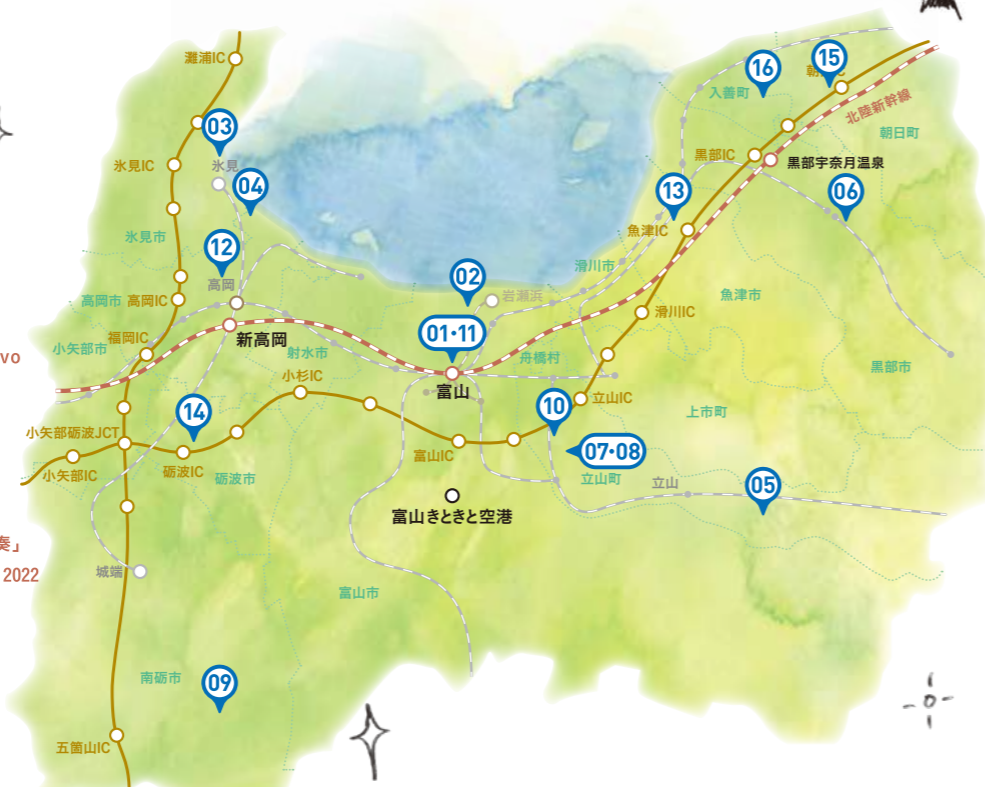 灘浦IC
15
16
朝日IC
入善町
北陸新幹線
03
朝日町
氷見IC
氷見
黒部IC
黒部宇奈月温泉
04
13
06
魚津IC
氷見市
12
滑川市
高岡
02
岩瀬浜
魚津市
高岡市
高岡IC
滑川IC
福岡IC
01・11
新高岡
小矢部市
射水市
舟橋村
vo
黒部市
小杉IC
富山
立山IC
14
10
上市町
小矢部砺波JCT
富山IC
07・08
小矢部IC
砺波IC
砺波市
立山町
立山
05
富山きときと空港
奏」
2022
城端
富山市
南砺市
09
五箇山IC